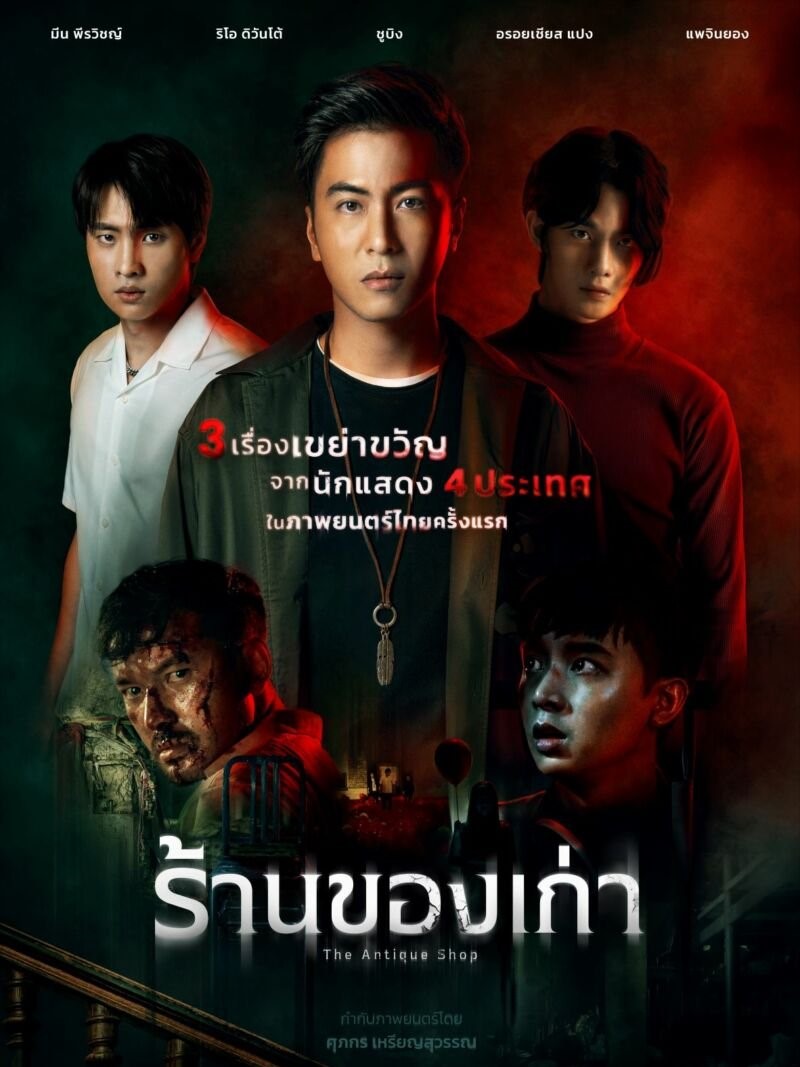 มีน พีรวิชญ์ ริโอ ดิวันโต้ ชูบิง อรอยเซียส แปง แพจินยอง
3 เรื่องเขย่าขวัญ
จากนักแสดง 4 ประเทศ
ในภาพยนตร์ไทยครั้งแรก
ร้านของเก่า
The Antique Shop
กำกับภาพยนตร์โดย
ศุภกร เหรียญสุวรรณ